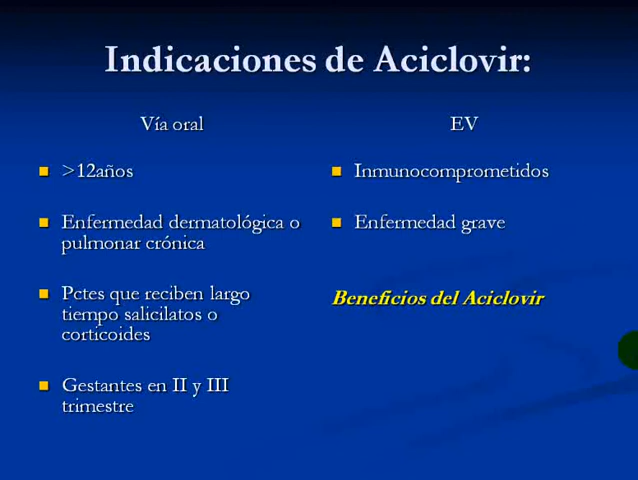 Indicaciones de Aciclovir:
Vía oral
>12años
Enfermedad dermatológica o
pulmonar crónica
Pctes que reciben largo
tiempo salicilatos o
corticoides
Gestantes en II y III
trimestre
EV
Inmunocomprometidos
Enfermedad grave
Beneficios del Aciclovir